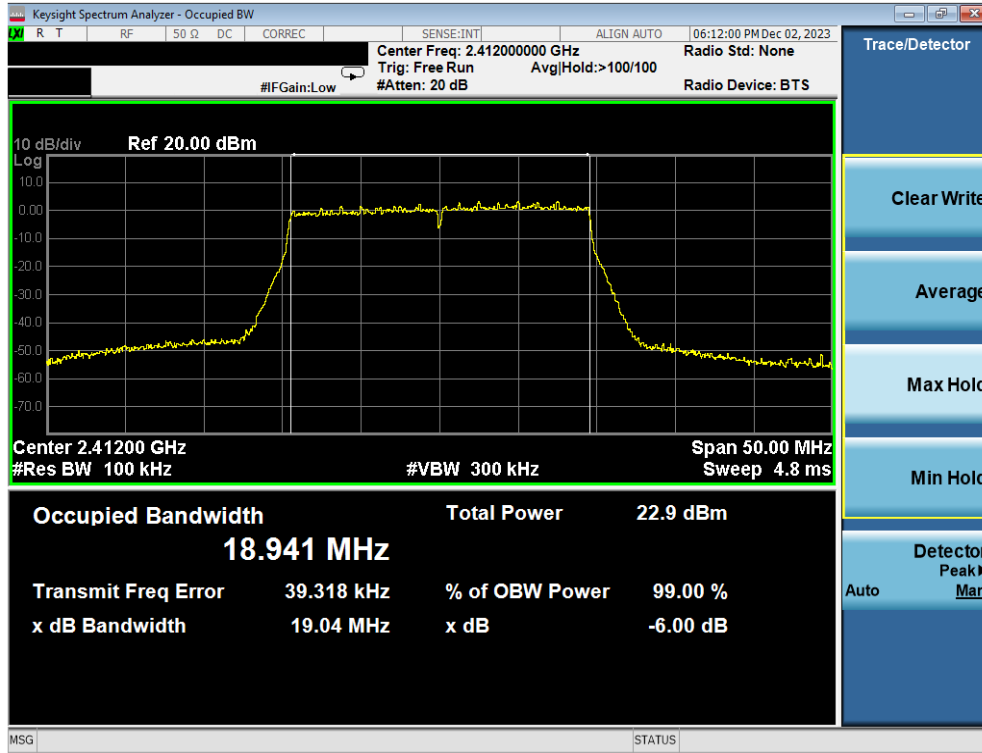 Keysight Spectrum Analyzer - Occupied BW
LXI R T RF 50 Ω DC CORREC SENSE:INT ALIGN AUTO 06:12:00 PM Dec 02, 2023
Center Freq: 2.412000000 GHz Radio Std: None
Trig: Free Run Avg|Hold:>100/100
#IFGain:Low #Atten: 20 dB Radio Device: BTS
Trace/Detector
10 dB/div Ref 20.00 dBm
Log
10.0
0.00
-10.0
-20.0
-30.0
-40.0
-50.0
-60.0
-70.0
Center 2.41200 GHz Span 50.00 MHz
#Res BW 100 kHz #VBW 300 kHz Sweep 4.8 ms
Occupied Bandwidth Total Power 22.9 dBm
18.941 MHz
Transmit Freq Error 39.318 kHz % of OBW Power 99.00 %
x dB Bandwidth 19.04 MHz x dB -6.00 dB
Clear Write
Average
Max Hold
Min Hold
Detector
Peak
Auto Man
MSG STATUS